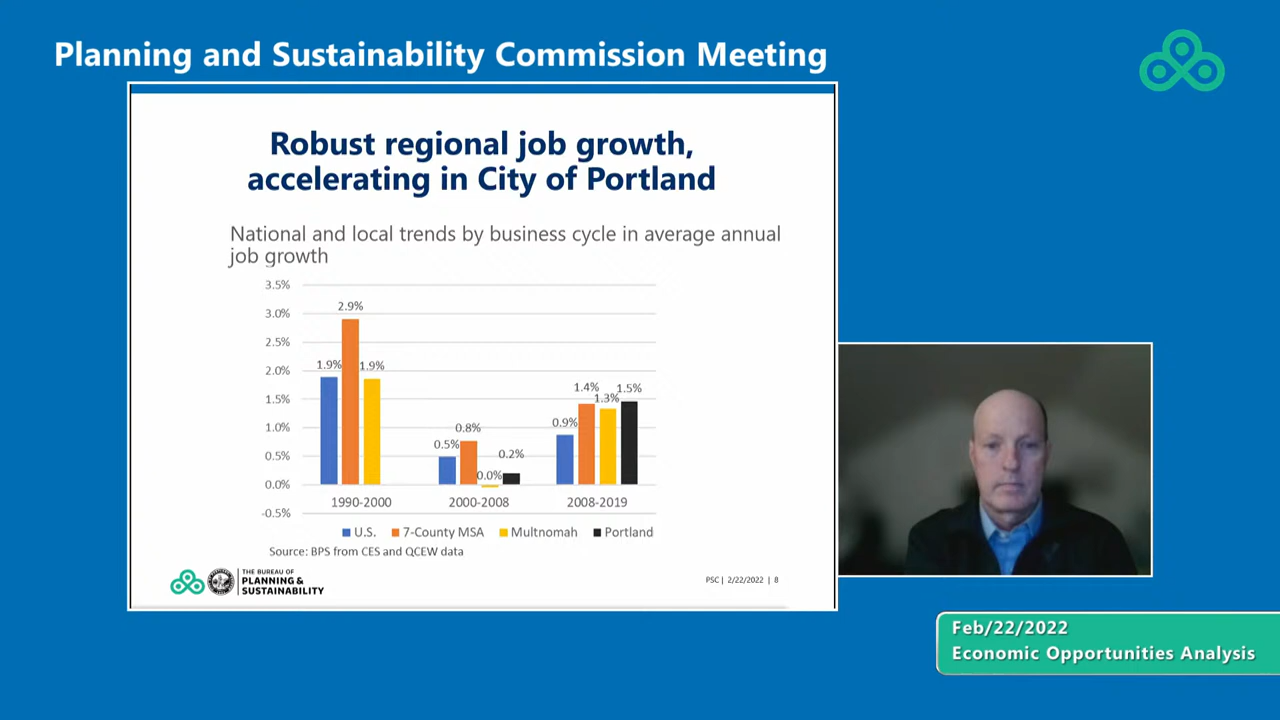 Planning and Sustainability Commission Meeting
Robust regional job growth,
accelerating in City of Portland
National and local trends by business cycle in average annual
job growth
3.5%
3.0%
2.5%
2.0%
1.5%
1.0%
0.5%
0.0%
-0.5%
1.9%
2.9%
1.9%
0.5%
0.8%
0.0%
0.2%
0.9%
1.4%
1.3%
1.5%
1990-2000 2000-2008 2008-2019
U.S. 7-County MSA Multnomah Portland
Source: BPS from CES and QCEW data
THE BUREAU OF
PLANNING &
SUSTAINABILITY
PSC | 2/22/2022 | 8
Feb/22/2022
Economic Opportunities Analysis